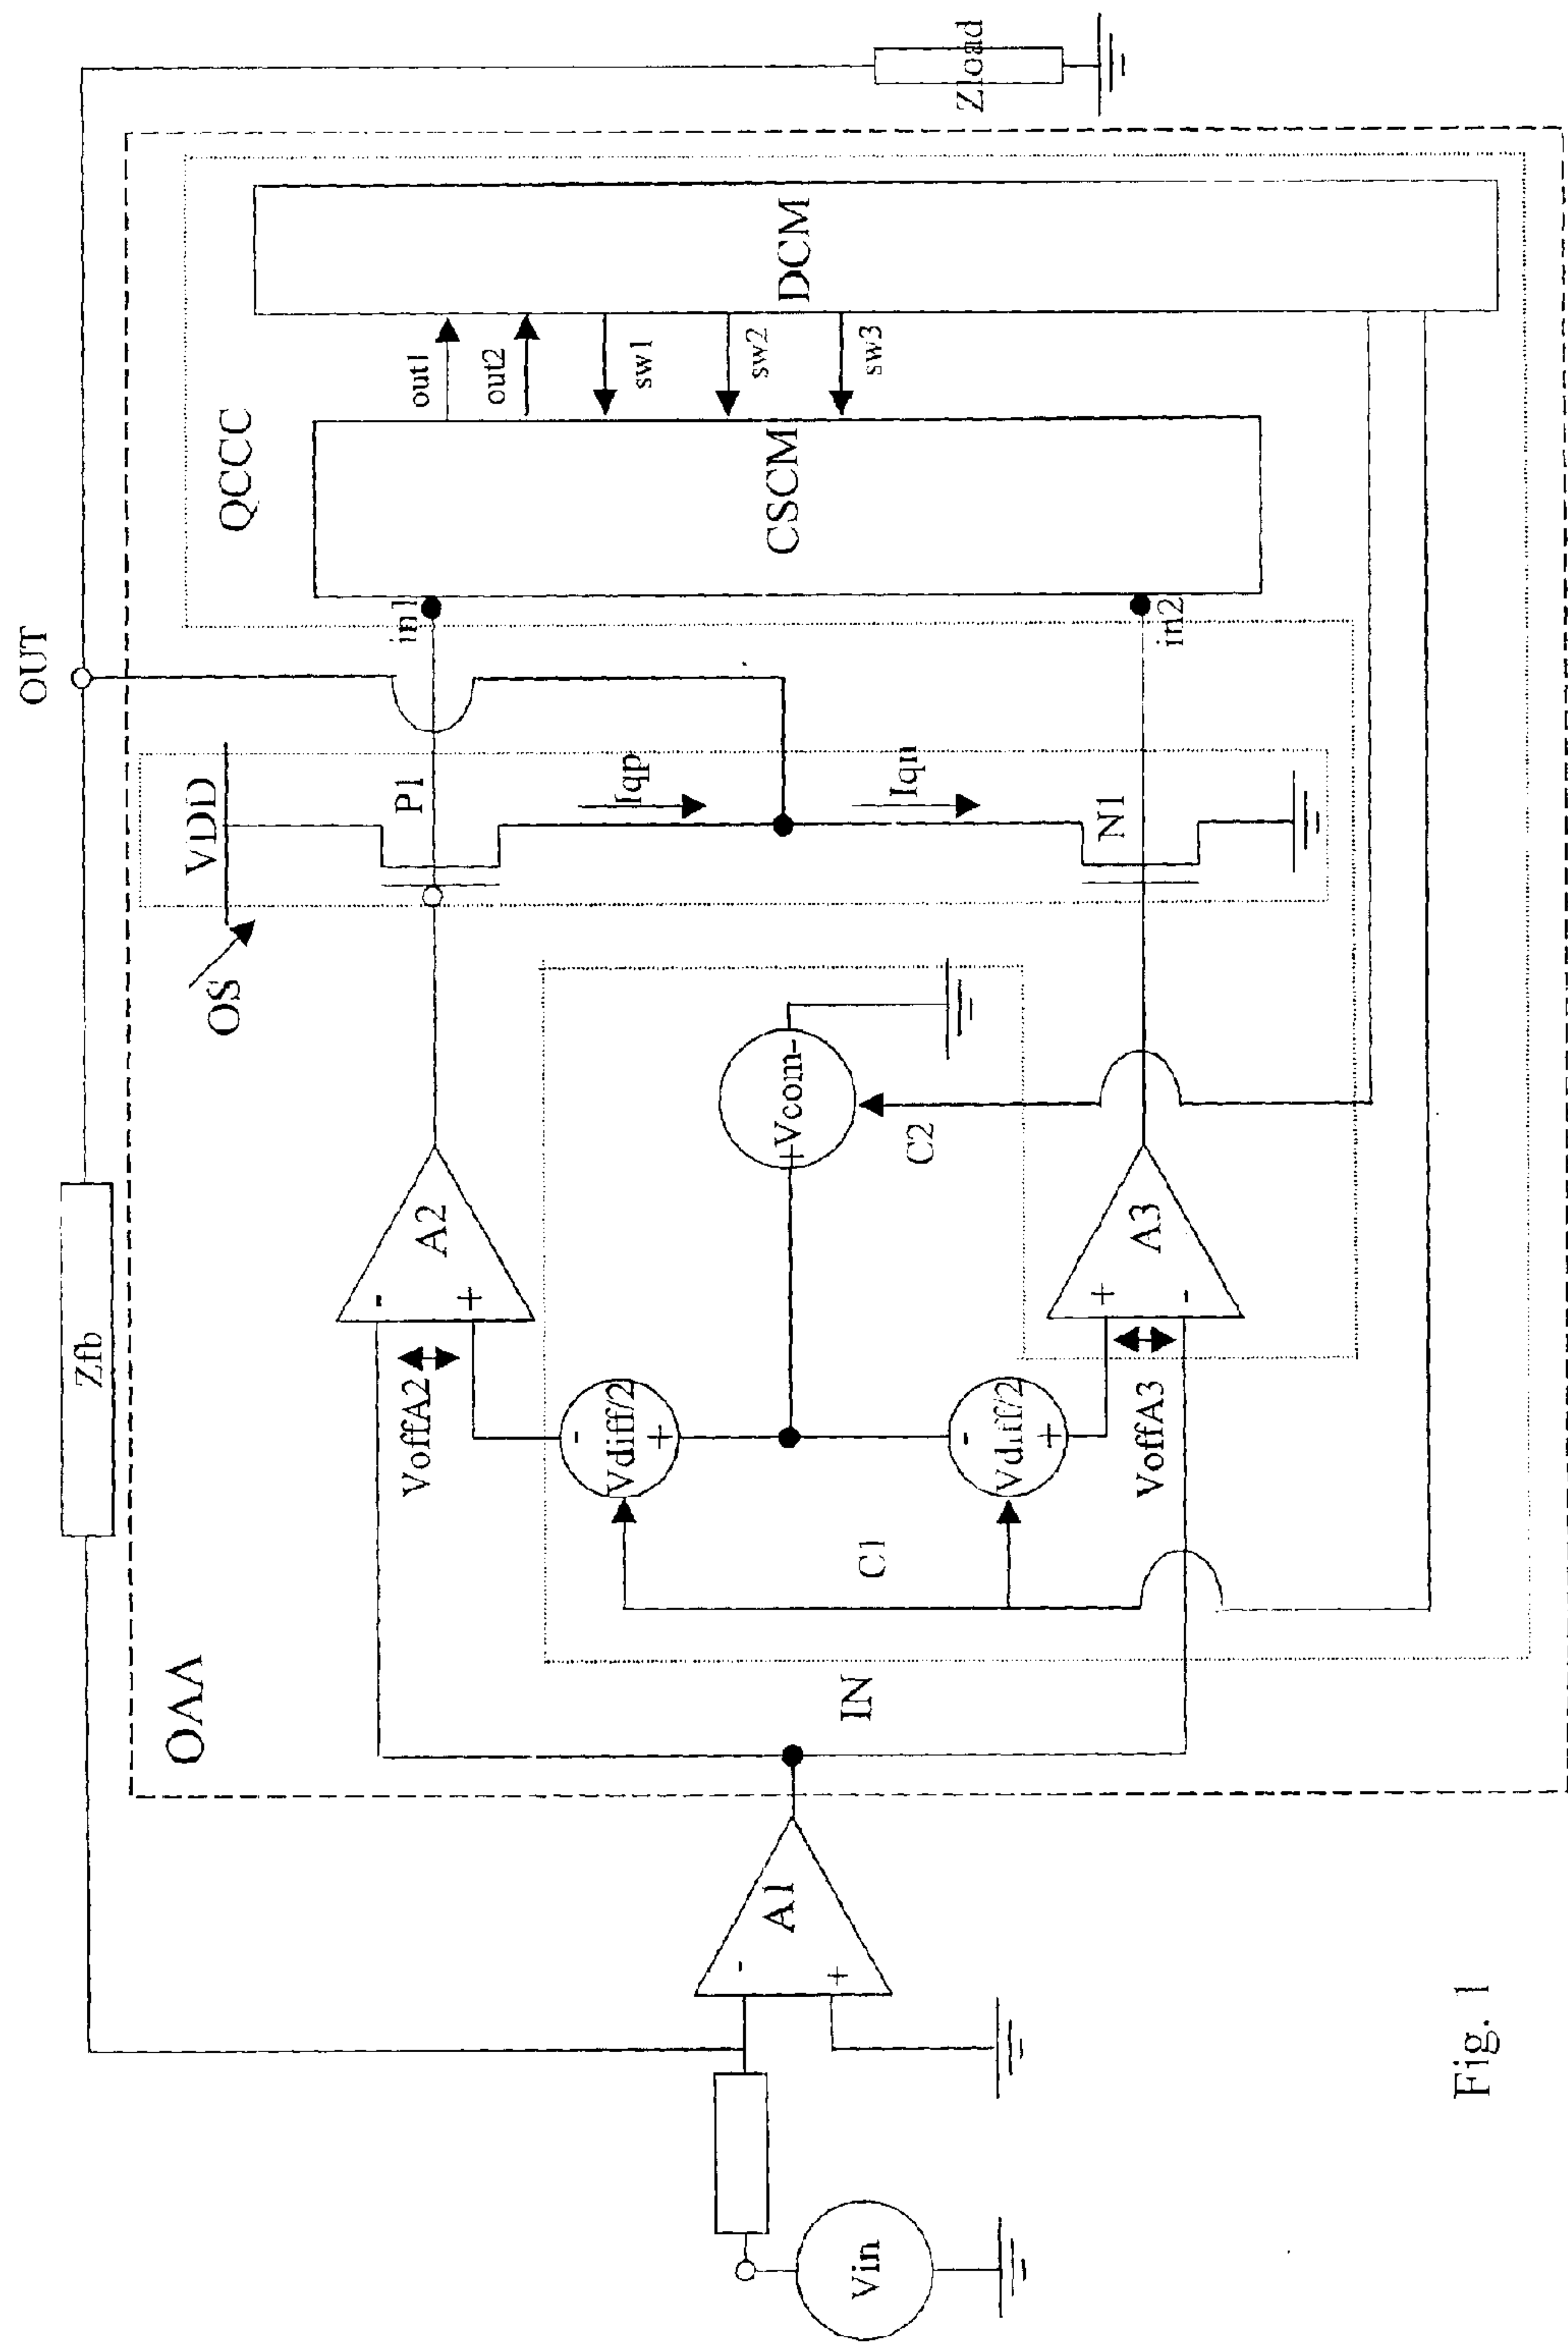 OUT
Zfb
OAA
OS
VDD
QCCC
A2
-
+
VoffA2
P1
in1
out1
out2
sw1
sw2
sw3
CSCM
DCM
Zload
Iqp
Iqn
Vdiff/2
-
+
+Vcom-
C2
C1
Vdiff/2
-
+
IN
A1
-
+
Vin
VoffA3
A3
+
-
N1
in2
Fig. 1